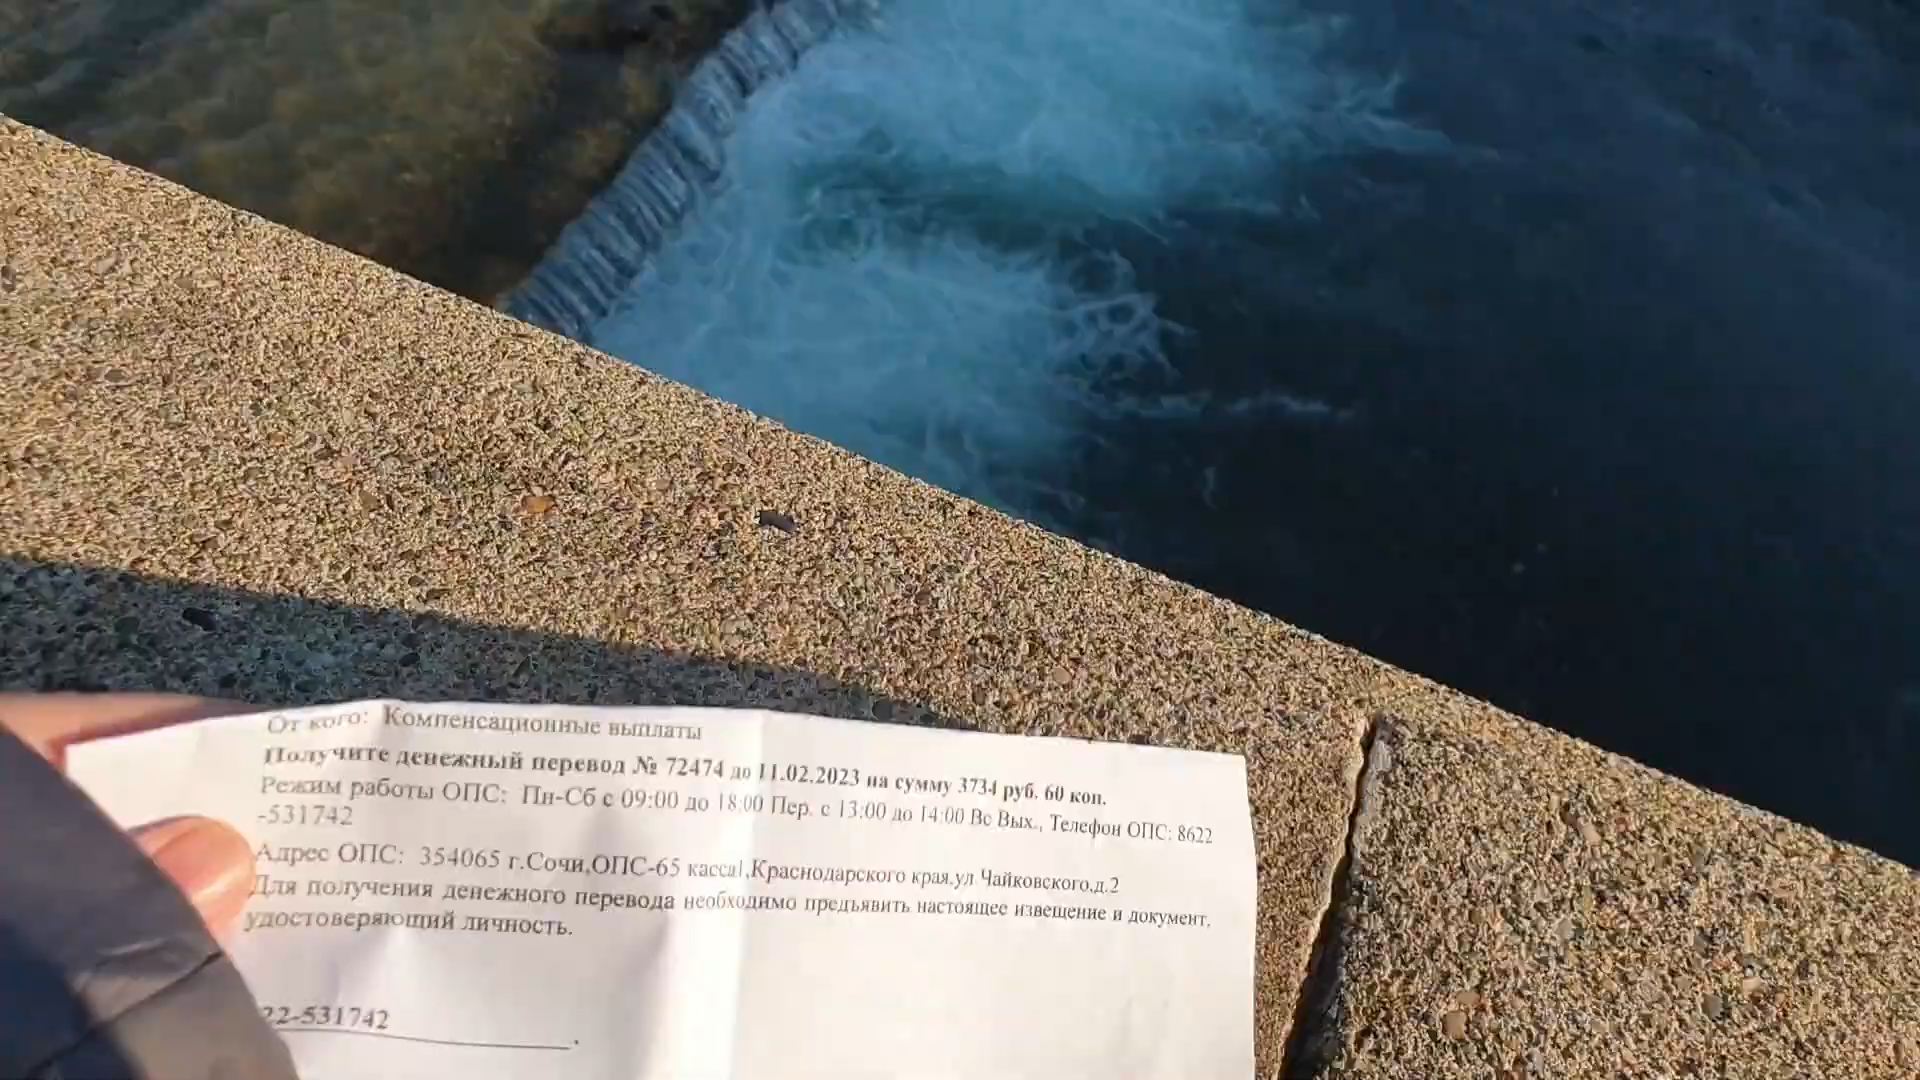 От кого: Компенсационные выплаты
Получите денежный перевод № 72474 до 11.02.2023 на сумму 3734 руб. 60 коп.
Режим работы ОПС: Пн-Сб с 09:00 до 18:00 Пер. с 13:00 до 14:00 Вс Вых., Телефон ОПС: 8622
-531742
Адрес ОПС: 354065 г.Сочи,ОПС-65 касса1,Краснодарского края,ул Чайковского,д.2
Для получения денежного перевода необходимо предъявить настоящее извещение и документ,
удостоверяющий личность.
22-531742